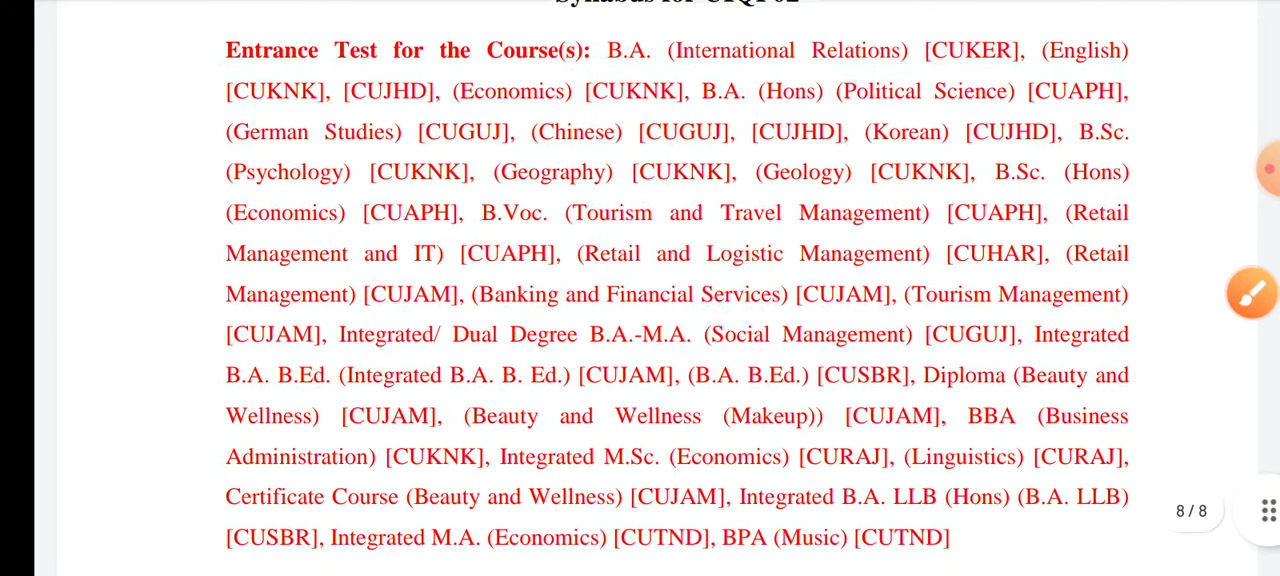 Entrance Test for the Course(s): B.A. (International Relations) [CUKER], (English)
[CUKNK], [CUJHD], (Economics) [CUKNK], B.A. (Hons) (Political Science) [CUAPH],
(German Studies) [CUGUJ], (Chinese) [CUGUJ], [CUJHD], (Korean) [CUJHD], B.Sc.
(Psychology) [CUKNK], (Geography) [CUKNK], (Geology) [CUKNK], B.Sc. (Hons)
(Economics) [CUAPH], B.Voc. (Tourism and Travel Management) [CUAPH], (Retail
Management and IT) [CUAPH], (Retail and Logistic Management) [CUHAR], (Retail
Management) [CUJAM], (Banking and Financial Services) [CUJAM], (Tourism Management)
[CUJAM], Integrated/ Dual Degree B.A.-M.A. (Social Management) [CUGUJ], Integrated
B.A. B.Ed. (Integrated B.A. B. Ed.) [CUJAM], (B.A. B.Ed.) [CUSBR], Diploma (Beauty and
Wellness) [CUJAM], (Beauty and Wellness (Makeup)) [CUJAM], BBA (Business
Administration) [CUKNK], Integrated M.Sc. (Economics) [CURAJ], (Linguistics) [CURAJ],
Certificate Course (Beauty and Wellness) [CUJAM], Integrated B.A. LLB (Hons) (B.A. LLB)
[CUSBR], Integrated M.A. (Economics) [CUTND], BPA (Music) [CUTND]
8 / 8